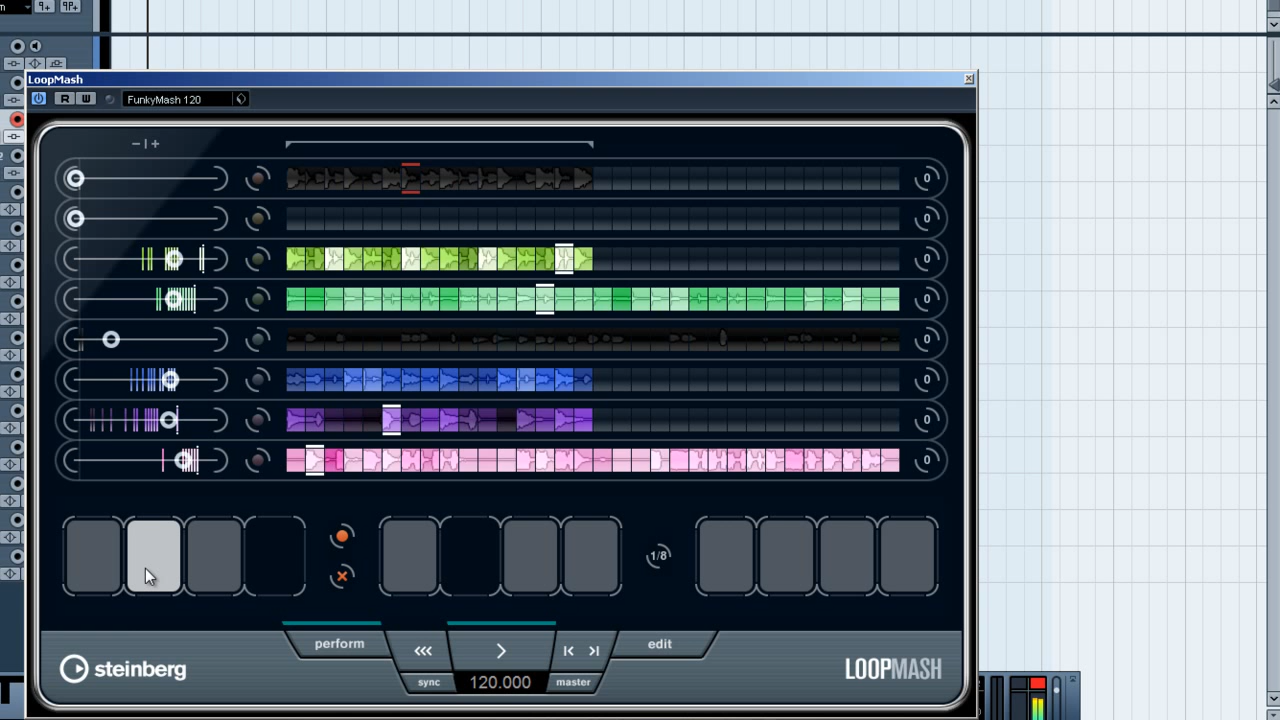 LoopMash
R W FunkyMash 120
0
0
0
0
0
0
0
0
1/8
perform
edit
sync 120.000 master
steinberg
LOOPMASH